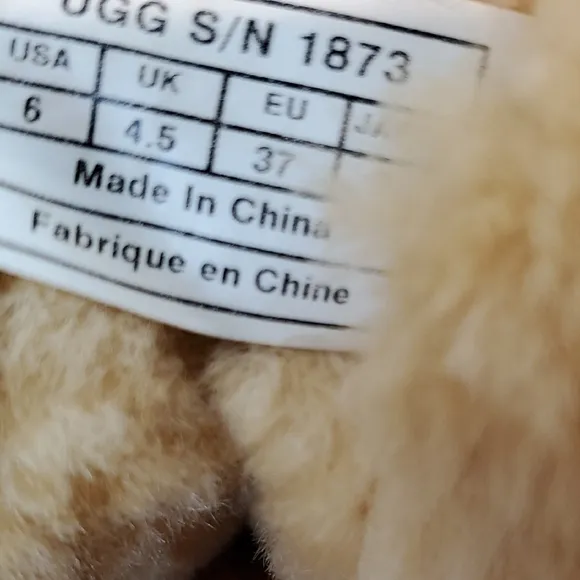 UGG S/N 1873
USA UK EU
6 4.5 37
Made In China
Fabrique en Chine